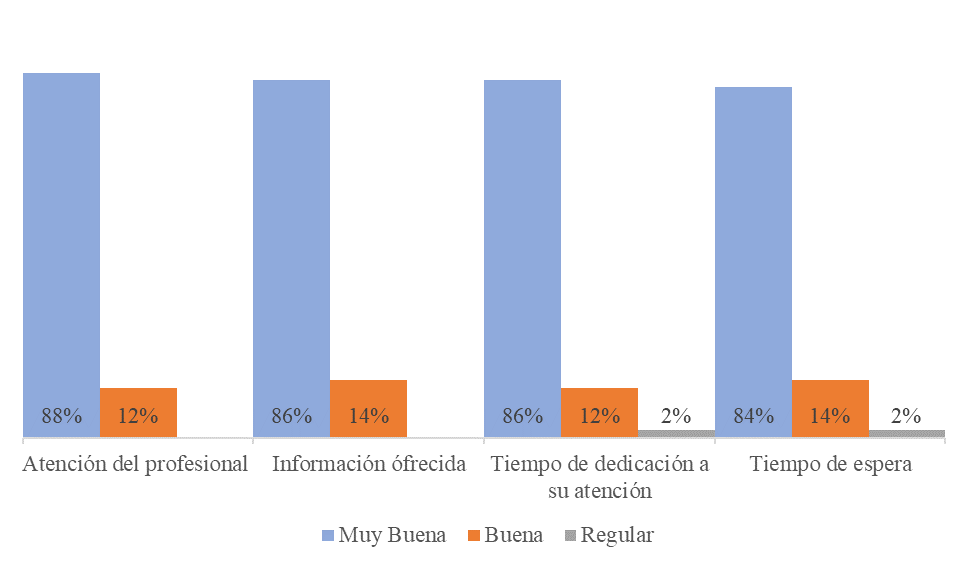 88% 12% 86% 14% 86% 12% 2% 84% 14% 2%
Atención del profesional Información ófrecida Tiempo de dedicación a Tiempo de espera
su atención
Muy Buena Buena Regular